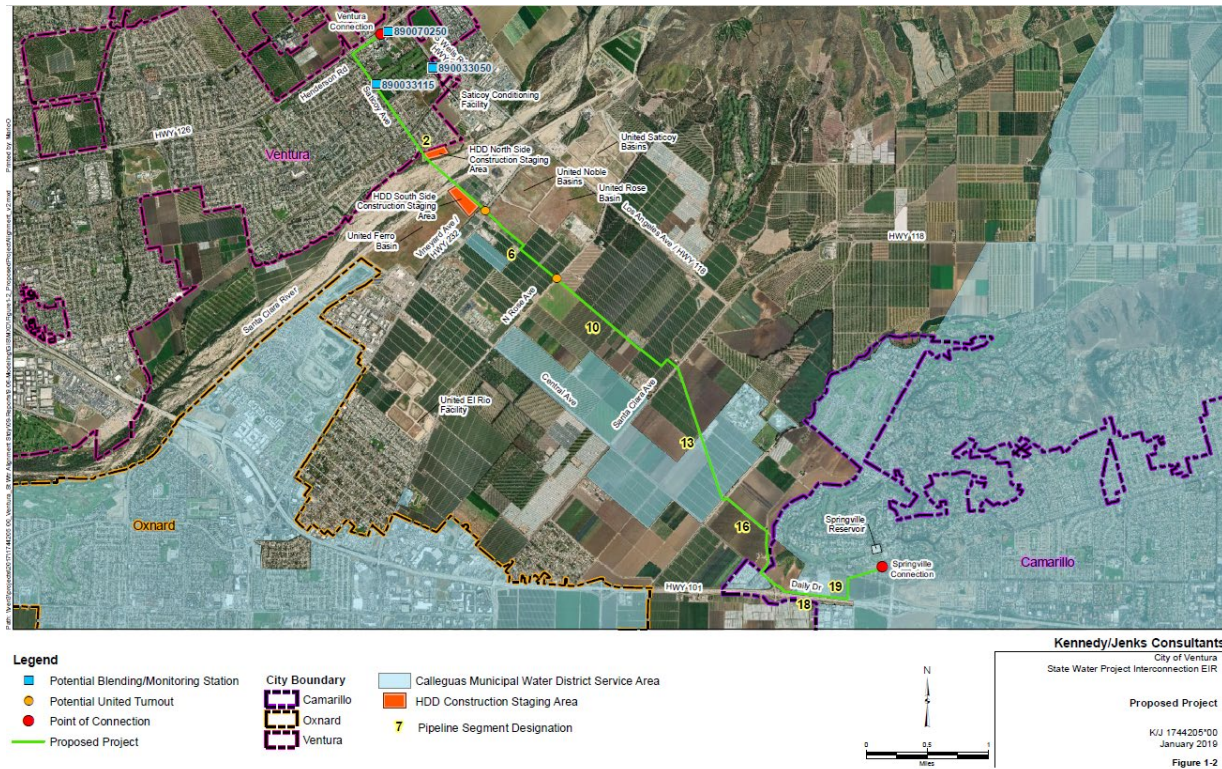 Ventura
Connection
890070250
S Wells Rd
HWY
890033050
Henderson Rd
890033115
Saticoy Ave
Saticoy Conditioning
Facility
HWY 126
Ventura
2
HDD North Side
Construction Staging
Area
United Saticoy
Basins
United Noble
Basins
HDD South Side
Construction Staging
Area
United Rose
Basin
United Ferro
Basin
Vineyard Ave /
HWY 232
Los Angeles Ave / HWY 118
HWY 118
6
Santa Clara River
N Rose Ave
10
Central Ave
Santa Clara Ave
United El Rio
Facility
13
Oxnard
16
Springville
Reservoir
Springville
Connection
Camarillo
HWY 101
Daily Dr
19
18
Legend
Potential Blending/Monitoring Station
Potential United Turnout
Point of Connection
Proposed Project
City Boundary
Camarillo
Oxnard
Ventura
Calleguas Municipal Water District Service Area
HDD Construction Staging Area
7 Pipeline Segment Designation
N
0 0.5 1
Miles
Kennedy/Jenks Consultants
City of Ventura
State Water Project Interconnection EIR
Proposed Project
K/J 1744205*00
January 2019
Figure 1-2